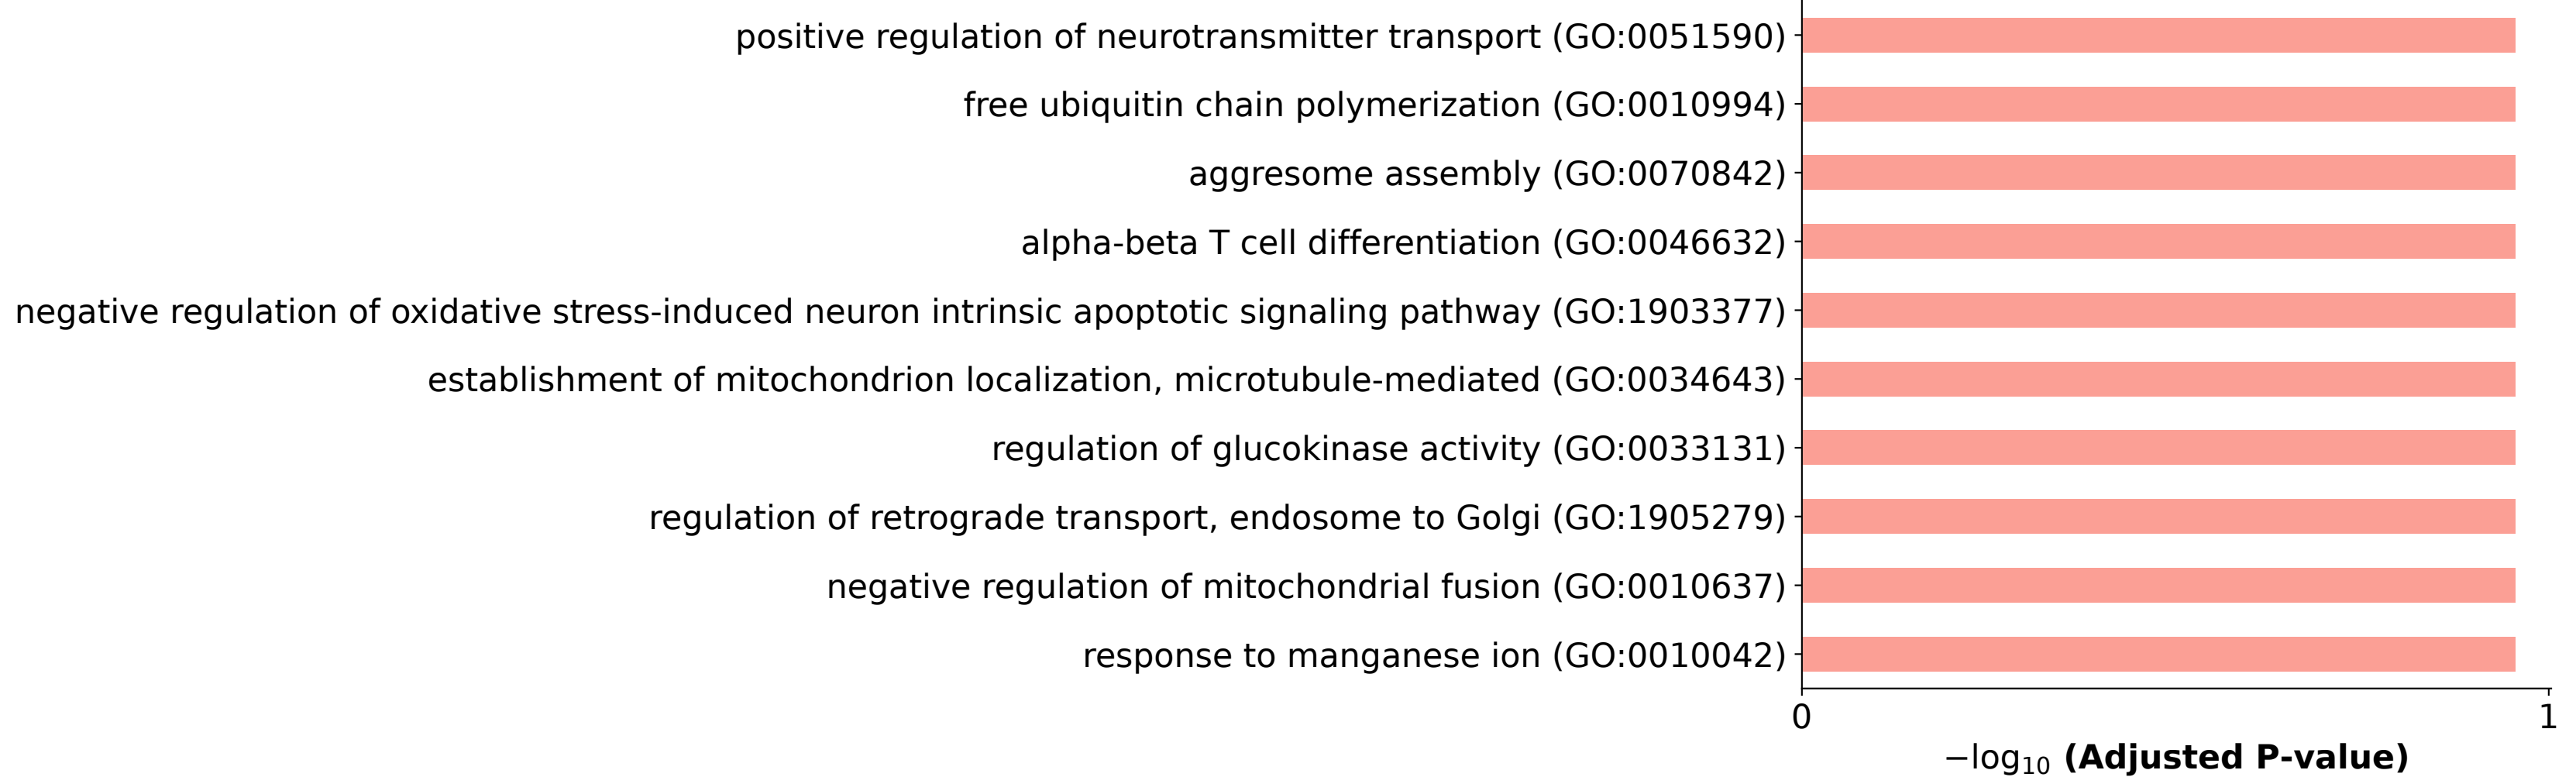 positive regulation of neurotransmitter transport (GO:0051590)
free ubiquitin chain polymerization (GO:0010994)
aggresome assembly (GO:0070842)
alpha-beta T cell differentiation (GO:0046632)
negative regulation of oxidative stress-induced neuron intrinsic apoptotic signaling pathway (GO:1903377)
establishment of mitochondrion localization, microtubule-mediated (GO:0034643)
regulation of glucokinase activity (GO:0033131)
regulation of retrograde transport, endosome to Golgi (GO:1905279)
negative regulation of mitochondrial fusion (GO:0010637)
response to manganese ion (GO:0010042)
0 1
−log₁₀ (Adjusted P-value)